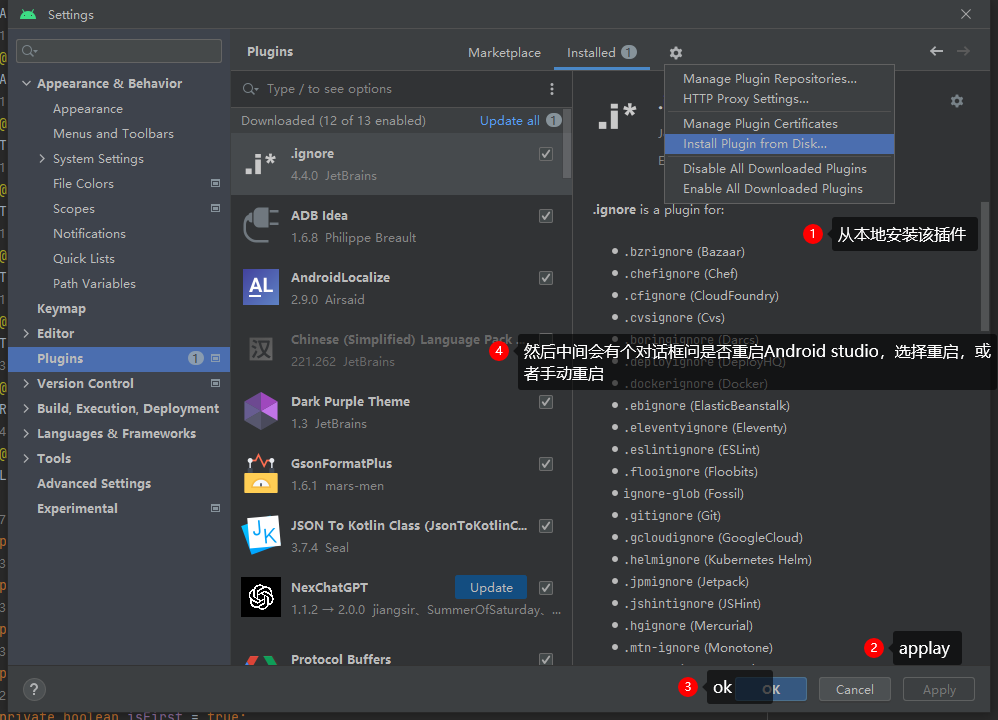 Settings
Plugins
Marketplace
Installed 1
Appearance & Behavior
Appearance
Menus and Toolbars
System Settings
File Colors
Scopes
Notifications
Quick Lists
Path Variables
Keymap
Editor
Plugins 1
Version Control
Build, Execution, Deployment
Languages & Frameworks
Tools
Advanced Settings
Experimental
Type / to see options
Downloaded (12 of 13 enabled) Update all 1
.ignore
4.4.0 JetBrains
ADB Idea
1.6.8 Philippe Breault
AndroidLocalize
2.9.0 Airsaid
Chinese (Simplified) Language Pack ...
221.262 JetBrains
Dark Purple Theme
1.3 JetBrains
GsonFormatPlus
1.6.1 mars-men
JSON To Kotlin Class (JsonToKotlinC...
3.7.4 Seal
NexChatGPT Update
1.1.2 → 2.0.0 jiangsir、SummerOfSaturday、...
Protocol Buffers
.i*
AL
汉
JK
Manage Plugin Repositories...
HTTP Proxy Settings...
Manage Plugin Certificates
Install Plugin from Disk...
Disable All Downloaded Plugins
Enable All Downloaded Plugins
.i*
.ignore is a plugin for:
1 从本地安装该插件
.bzrignore (Bazaar)
.chefignore (Chef)
.cfignore (CloudFoundry)
.cvsignore (Cvs)
.boringignore (Darcs)
4 然后中间会有个对话框问是否重启Android studio，选择重启，或
者手动重启
.deployignore (DeployHQ)
.dockerignore (Docker)
.ebignore (ElasticBeanstalk)
.eleventyignore (Eleventy)
.eslintignore (ESLint)
.flooignore (Floobits)
ignore-glob (Fossil)
.gitignore (Git)
.gcloudignore (GoogleCloud)
.helmignore (Kubernetes Helm)
.jpmignore (Jetpack)
.jshintignore (JSHint)
.hgignore (Mercurial)
.mtn-ignore (Monotone)
2 applay
3 ok
?
OK
Cancel
Apply
private boolean isFirst = true;